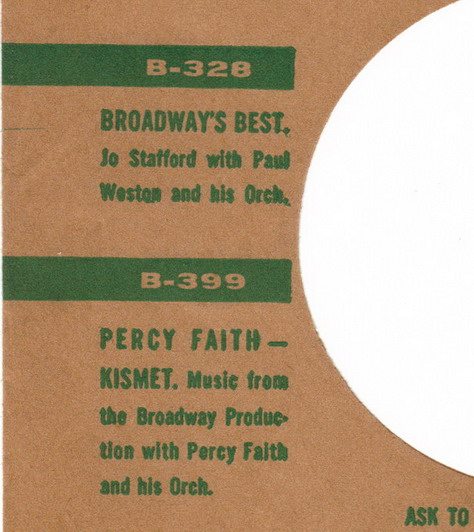 B-328
BROADWAY'S BEST.
Jo Stafford with Paul
Weston and his Orch.
B-399
PERCY FAITH —
KISMET. Music from
the Broadway Produc-
tion with Percy Faith
and his Orch.
ASK TO